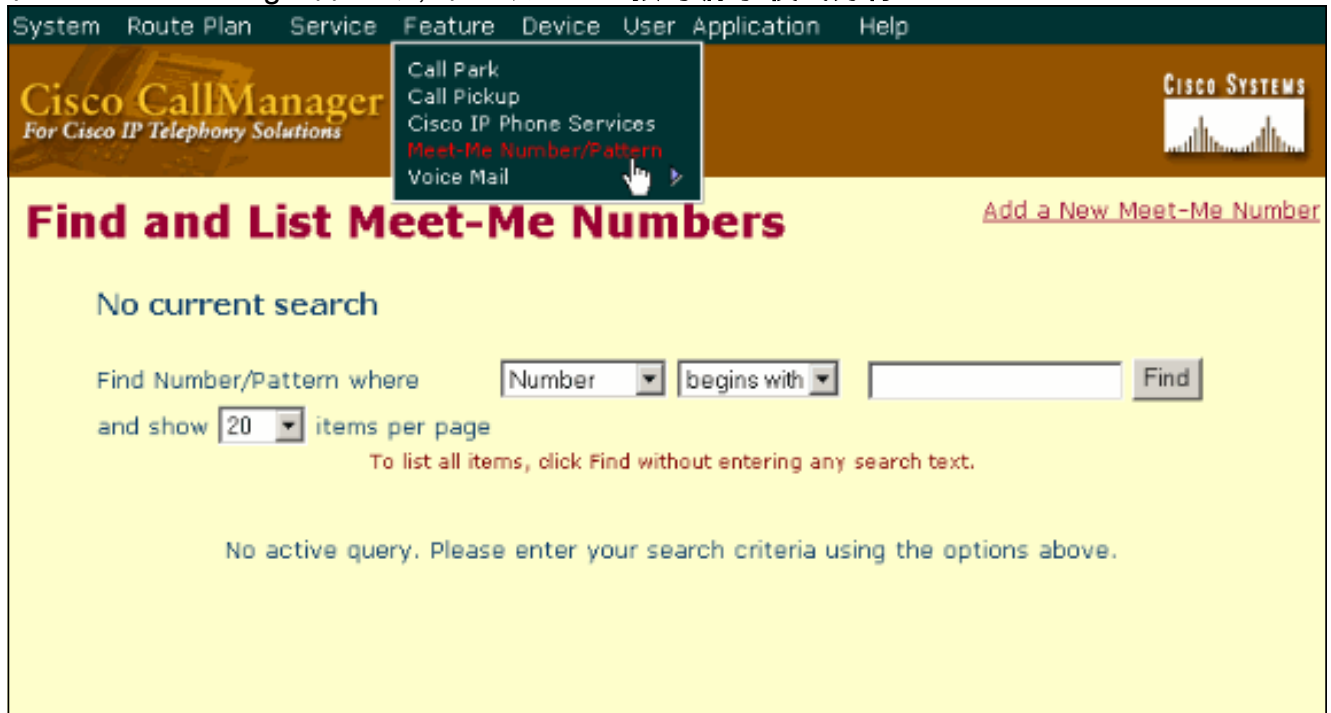 System Route Plan Service Feature Device User Application Help
Call Park
Call Pickup
Cisco IP Phone Services
Meet-Me Number/Pattern
Voice Mail
Cisco CallManager
For Cisco IP Telephony Solutions
CISCO SYSTEMS
Find and List Meet-Me Numbers
Add a New Meet-Me Number
No current search
Find Number/Pattern where Number begins with Find
and show 20 items per page
To list all items, click Find without entering any search text.
No active query. Please enter your search criteria using the options above.